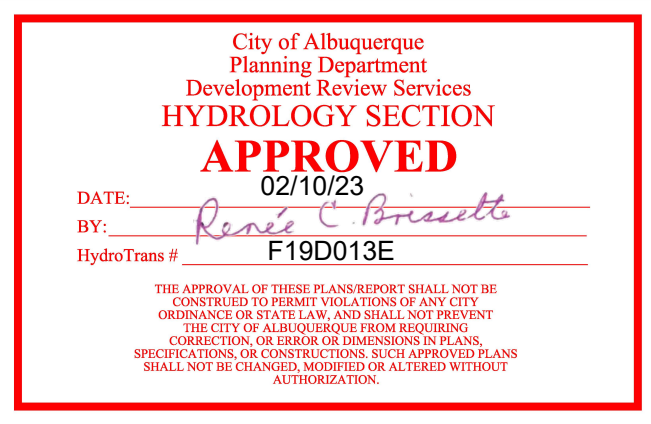 City of Albuquerque
Planning Department
Development Review Services
HYDROLOGY SECTION
APPROVED
DATE: 02/10/23
BY: Renée C. Brissette
HydroTrans # F19D013E
THE APPROVAL OF THESE PLANS/REPORT SHALL NOT BE
CONSTRUED TO PERMIT VIOLATIONS OF ANY CITY
ORDINANCE OR STATE LAW, AND SHALL NOT PREVENT
THE CITY OF ALBUQUERQUE FROM REQUIRING
CORRECTION, OR ERROR OR DIMENSIONS IN PLANS,
SPECIFICATIONS, OR CONSTRUCTIONS. SUCH APPROVED PLANS
SHALL NOT BE CHANGED, MODIFIED OR ALTERED WITHOUT
AUTHORIZATION.